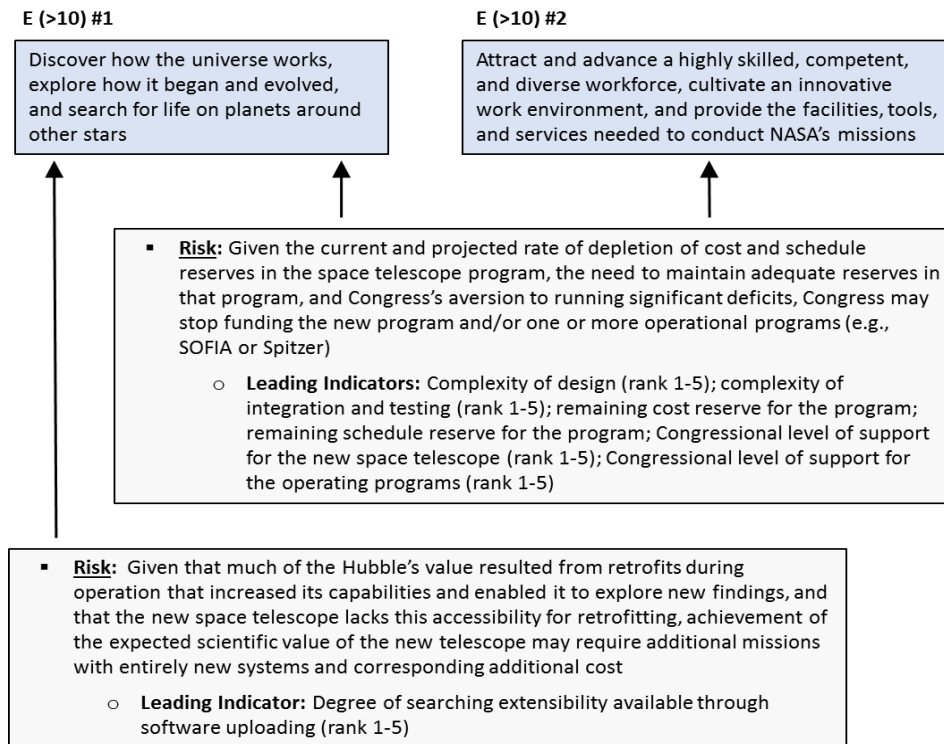 E (>10) #1
Discover how the universe works,
explore how it began and evolved,
and search for life on planets around
other stars
E (>10) #2
Attract and advance a highly skilled, competent,
and diverse workforce, cultivate an innovative
work environment, and provide the facilities, tools,
and services needed to conduct NASA’s missions
▪ Risk: Given the current and projected rate of depletion of cost and schedule
reserves in the space telescope program, the need to maintain adequate reserves in
that program, and Congress’s aversion to running significant deficits, Congress may
stop funding the new program and/or one or more operational programs (e.g.,
SOFIA or Spitzer)
o Leading Indicators: Complexity of design (rank 1-5); complexity of
integration and testing (rank 1-5); remaining cost reserve for the program;
remaining schedule reserve for the program; Congressional level of support
for the new space telescope (rank 1-5); Congressional level of support for
the operating programs (rank 1-5)
▪ Risk: Given that much of the Hubble’s value resulted from retrofits during
operation that increased its capabilities and enabled it to explore new findings, and
that the new space telescope lacks this accessibility for retrofitting, achievement of
the expected scientific value of the new telescope may require additional missions
with entirely new systems and corresponding additional cost
o Leading Indicator: Degree of searching extensibility available through
software uploading (rank 1-5)